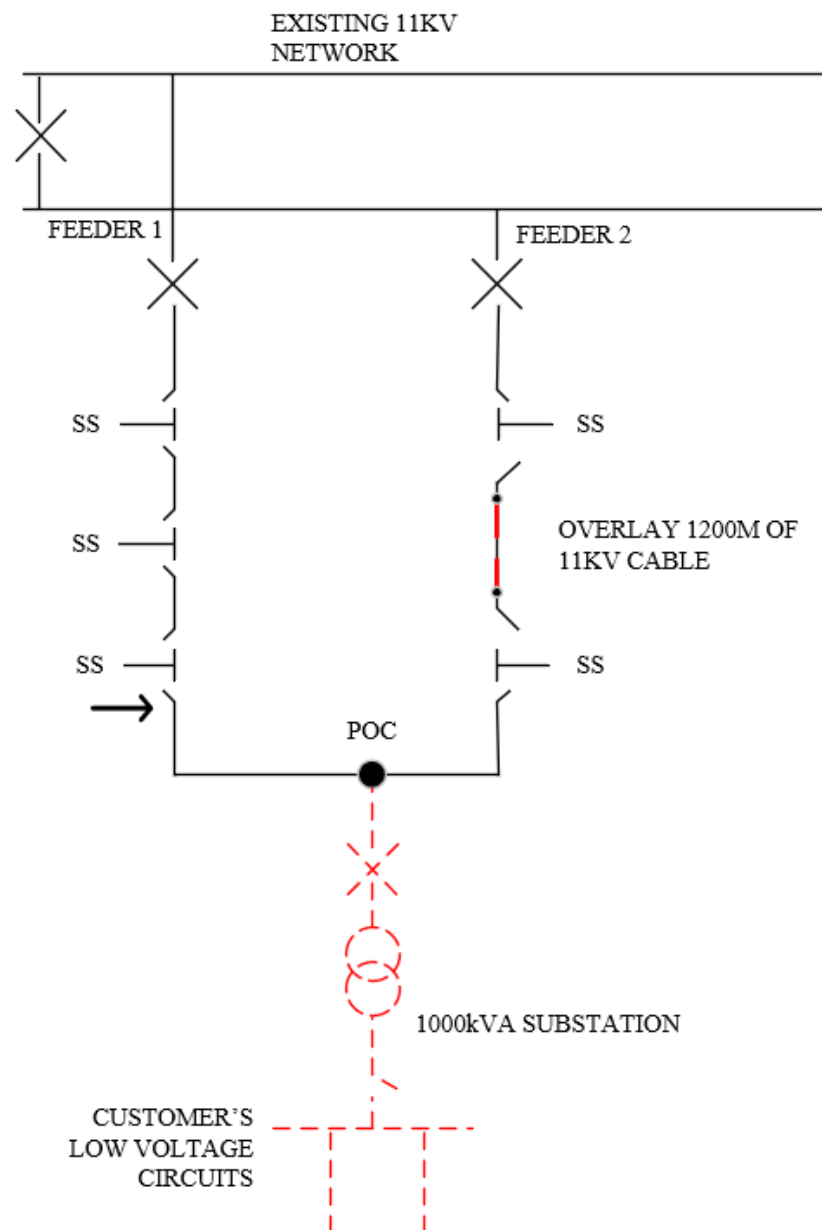 EXISTING 11KV
NETWORK
FEEDER 1
FEEDER 2
SS
SS
SS
OVERLAY 1200M OF
11KV CABLE
SS
SS
POC
1000kVA SUBSTATION
CUSTOMER'S
LOW VOLTAGE
CIRCUITS